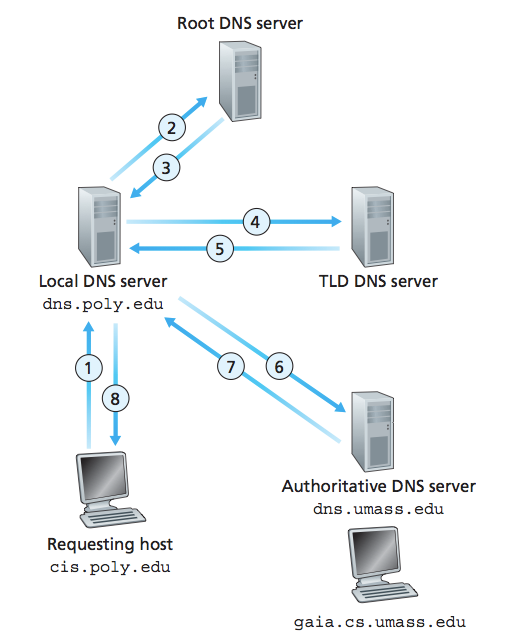 Root DNS server
2
3
4
5
Local DNS server
dns.poly.edu
TLD DNS server
1
8
7
6
Authoritative DNS server
dns.umass.edu
Requesting host
cis.poly.edu
gaia.cs.umass.edu